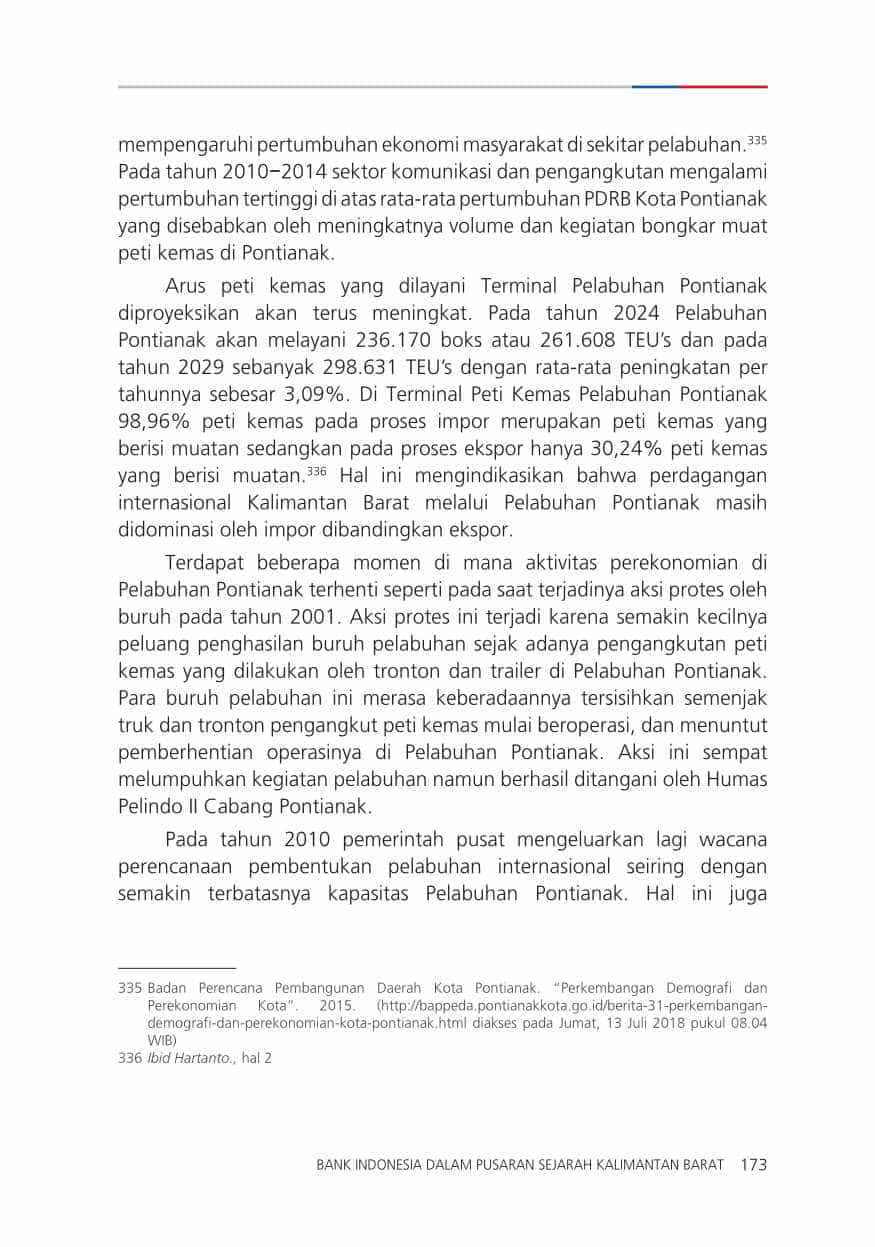 mempengaruhi pertumbuhan ekonomi masyarakat di sekitar pelabuhan.335
Pada tahun 2010–2014 sektor komunikasi dan pengangkutan mengalami
pertumbuhan tertinggi di atas rata-rata pertumbuhan PDRB Kota Pontianak
yang disebabkan oleh meningkatnya volume dan kegiatan bongkar muat
peti kemas di Pontianak.
Arus peti kemas yang dilayani Terminal Pelabuhan Pontianak
diproyeksikan akan terus meningkat. Pada tahun 2024 Pelabuhan
Pontianak akan melayani 236.170 boks atau 261.608 TEU’s dan pada
tahun 2029 sebanyak 298.631 TEU’s dengan rata-rata peningkatan per
tahunnya sebesar 3,09%. Di Terminal Peti Kemas Pelabuhan Pontianak
98,96% peti kemas pada proses impor merupakan peti kemas yang
berisi muatan sedangkan pada proses ekspor hanya 30,24% peti kemas
yang berisi muatan.336 Hal ini mengindikasikan bahwa perdagangan
internasional Kalimantan Barat melalui Pelabuhan Pontianak masih
didominasi oleh impor dibandingkan ekspor.
Terdapat beberapa momen di mana aktivitas perekonomian di
Pelabuhan Pontianak terhenti seperti pada saat terjadinya aksi protes oleh
buruh pada tahun 2001. Aksi protes ini terjadi karena semakin kecilnya
peluang penghasilan buruh pelabuhan sejak adanya pengangkutan peti
kemas yang dilakukan oleh tronton dan trailer di Pelabuhan Pontianak.
Para buruh pelabuhan ini merasa keberadaannya tersisihkan semenjak
truk dan tronton pengangkut peti kemas mulai beroperasi, dan menuntut
pemberhentian operasinya di Pelabuhan Pontianak. Aksi ini sempat
melumpuhkan kegiatan pelabuhan namun berhasil ditangani oleh Humas
Pelindo II Cabang Pontianak.
Pada tahun 2010 pemerintah pusat mengeluarkan lagi wacana
perencanaan pembentukan pelabuhan internasional seiring dengan
semakin terbatasnya kapasitas Pelabuhan Pontianak. Hal ini juga
335 Badan Perencana Pembangunan Daerah Kota Pontianak. “Perkembangan Demografi dan
Perekonomian Kota”. 2015. (http://bappeda.pontianakkota.go.id/berita-31-perkembangan-
demografi-dan-perekonomian-kota-pontianak.html diakses pada Jumat, 13 Juli 2018 pukul 08.04
WIB)
336 Ibid Hartanto., hal 2
BANK INDONESIA DALAM PUSARAN SEJARAH KALIMANTAN BARAT 173